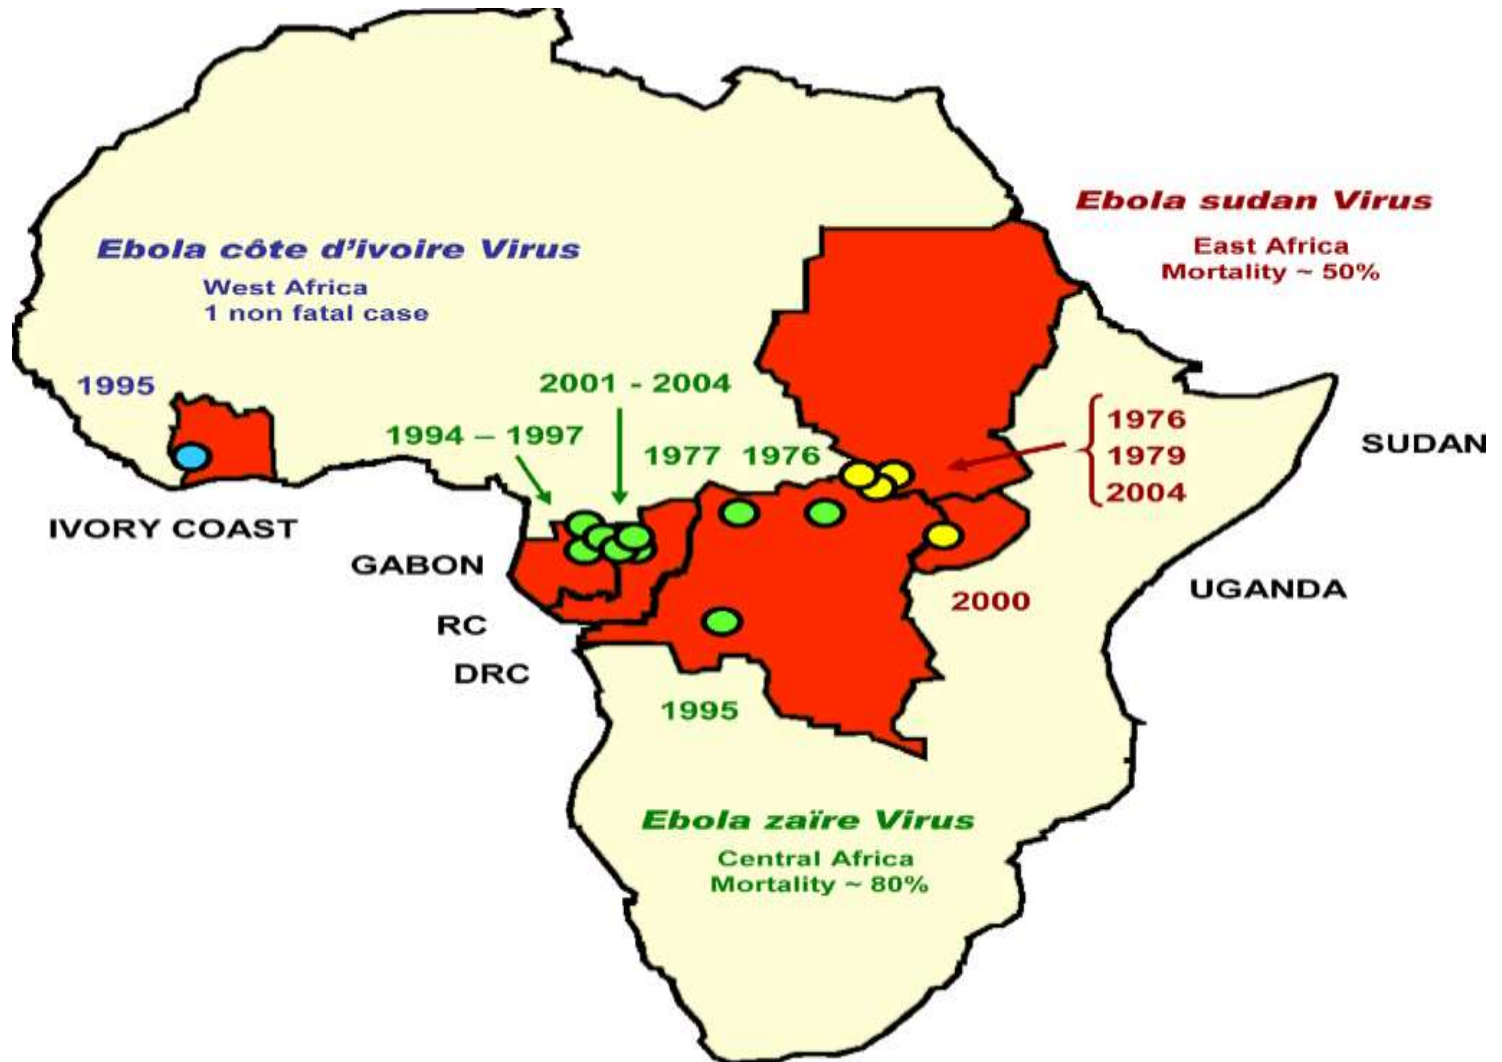 Ebola sudan Virus
East Africa
Mortality ~ 50%
Ebola côte d'ivoire Virus
West Africa
1 non fatal case
1995
2001 - 2004
1994 – 1997
1977
1976
1976
1979
2004
SUDAN
IVORY COAST
GABON
UGANDA
2000
RC
DRC
1995
Ebola zaïre Virus
Central Africa
Mortality ~ 80%